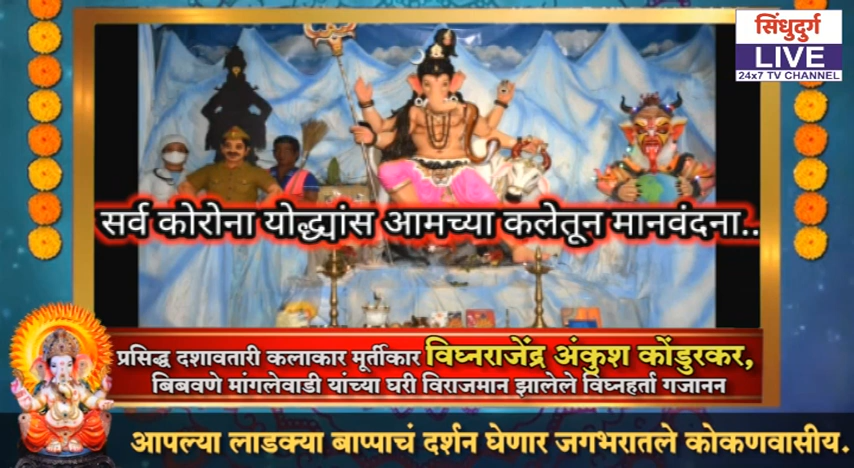 सिंधुदुर्ग
LIVE
24x7 TV CHANNEL
सर्व कोरोना योद्ध्यांस आमच्या कलेतून मानवंदना..
प्रसिद्ध दशावतारी कलाकार मूर्तीकार विघ्नराजेंद्र अंकुश कोंडुरकर,
बिबवणे मांगलेवाडी यांच्या घरी विराजमान झालेले विघ्नहर्ता गजानन
आपल्या लाडक्या बाप्पाचं दर्शन घेणार जगभरातले कोकणवासीय.